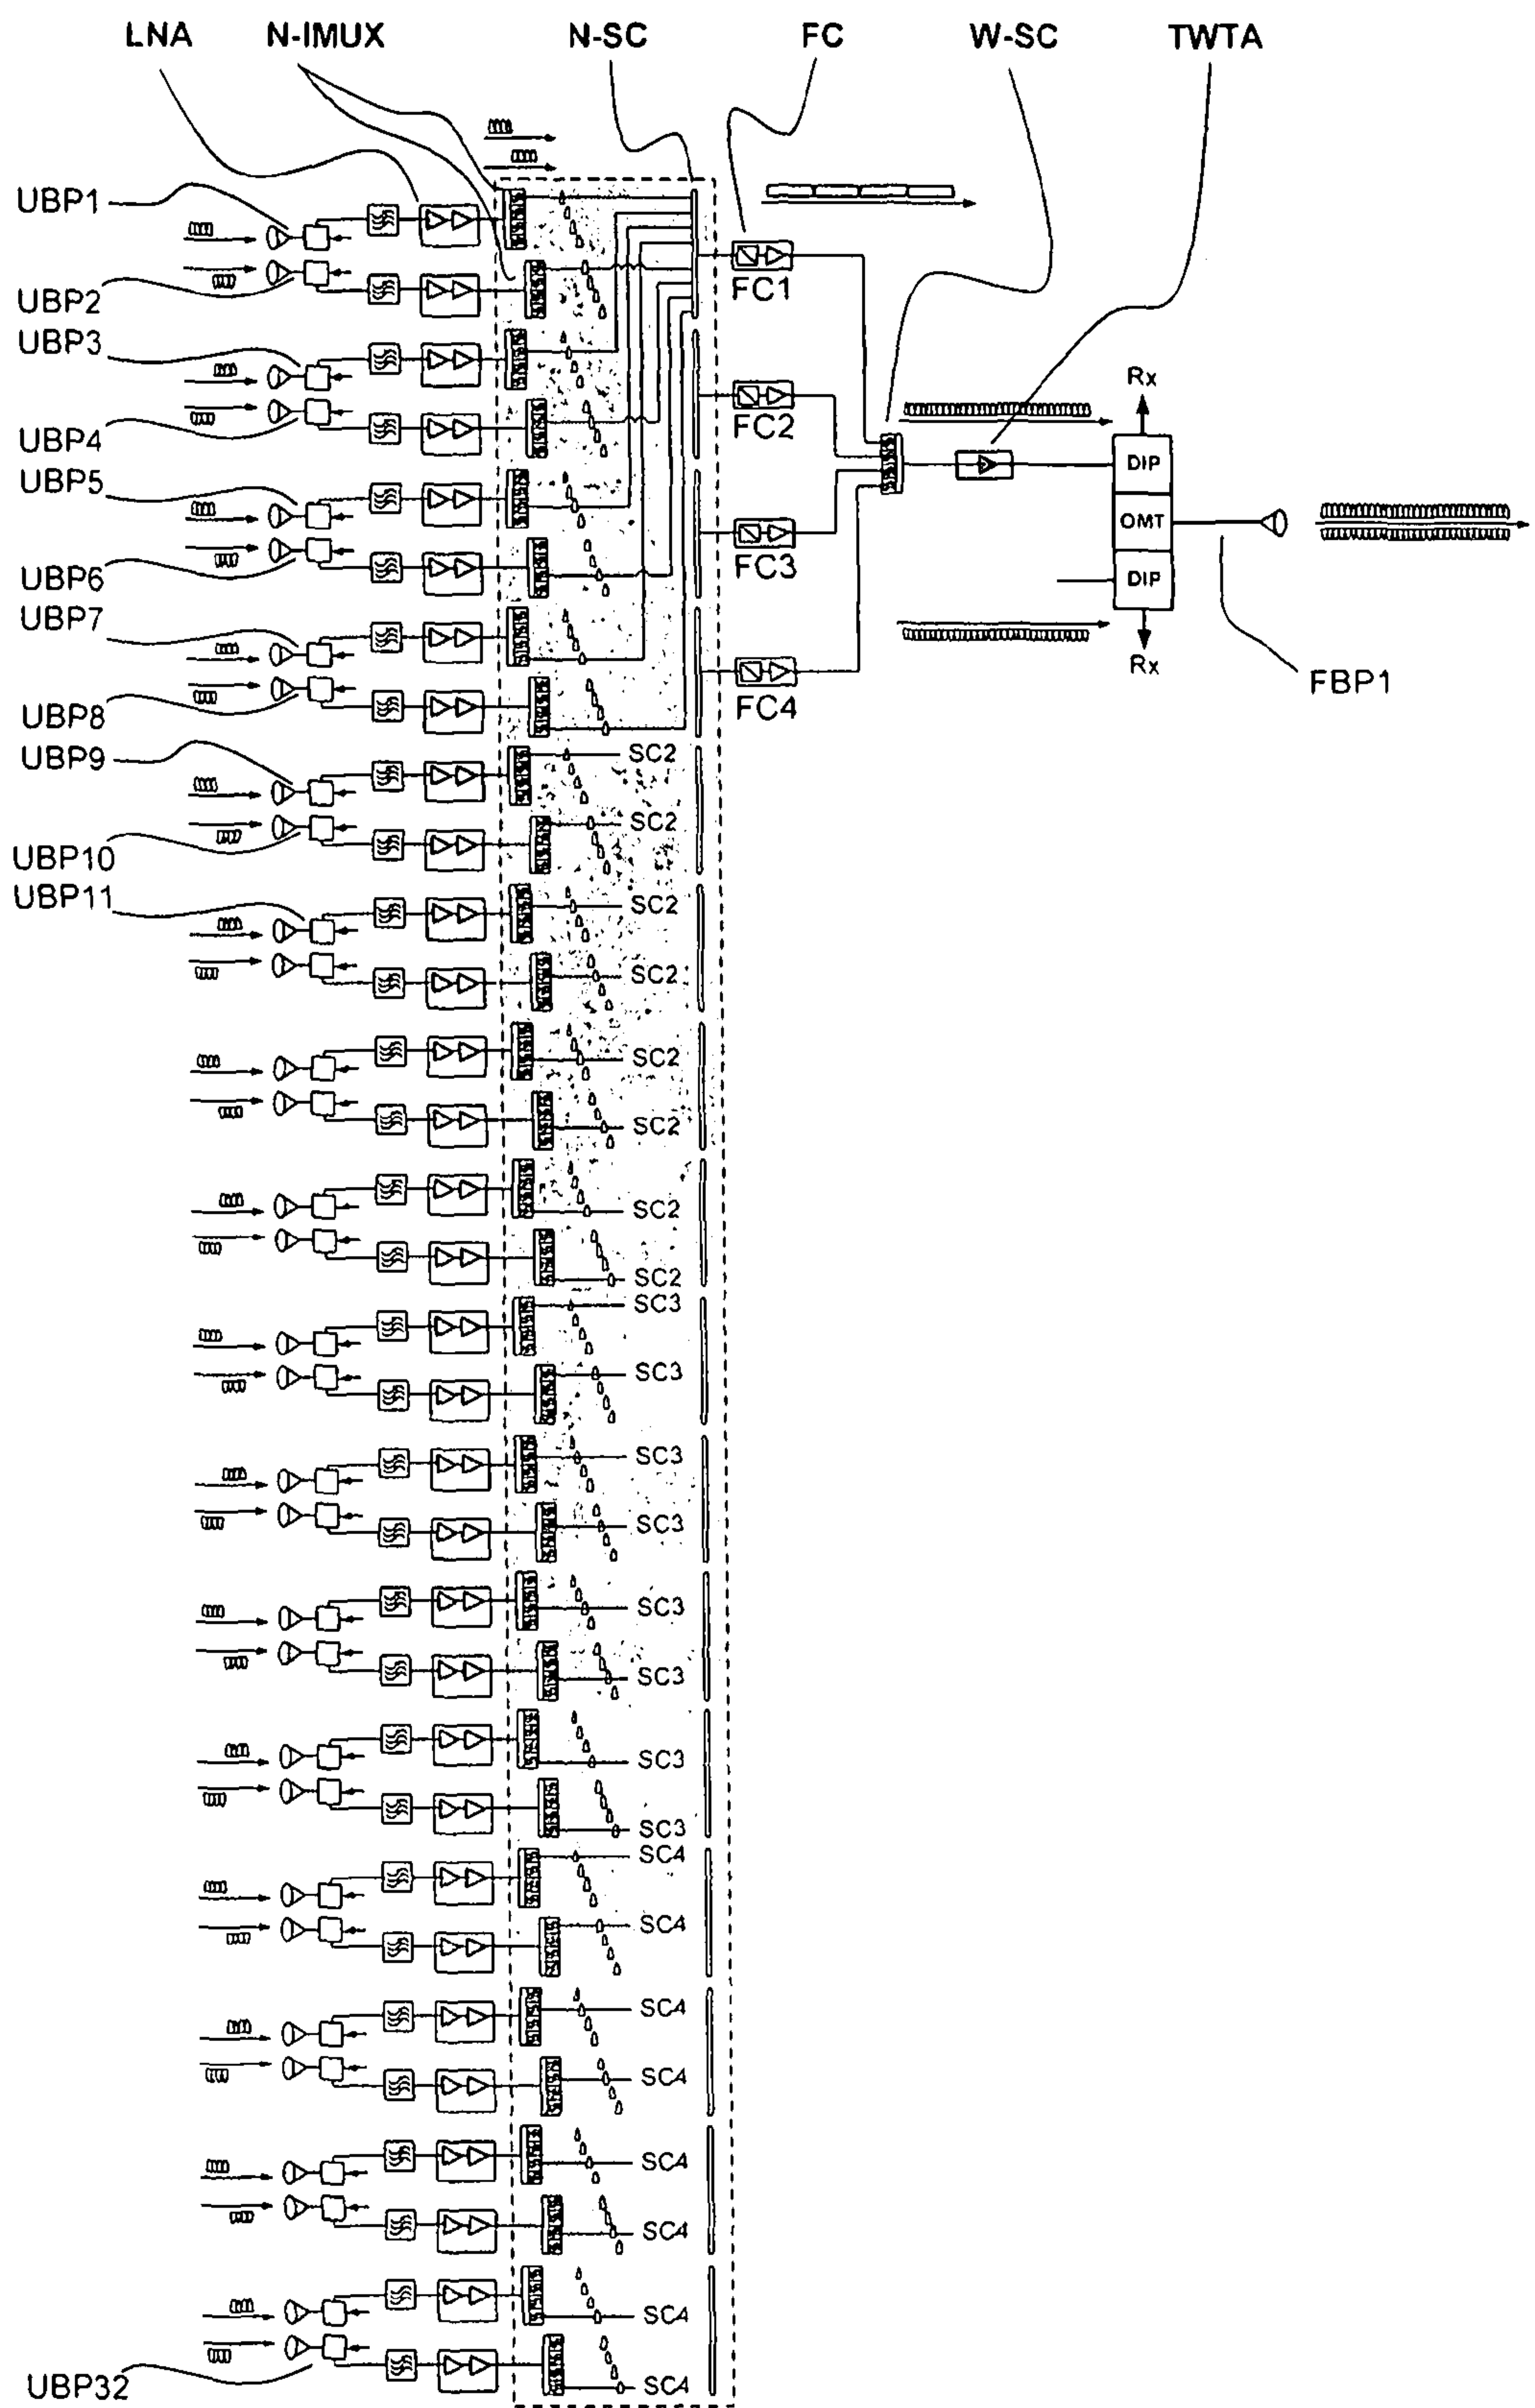 LNA N-IMUX N-SC FC W-SC TWTA
UBP1
UBP2
UBP3
UBP4
UBP5
UBP6
UBP7
UBP8
UBP9
UBP10
UBP11
UBP32
FC1
FC2
FC3
FC4
Rx
DIP
OMT
DIP
Rx
FBP1
SC2
SC2
SC2
SC2
SC2
SC2
SC2
SC2
SC3
SC3
SC3
SC3
SC3
SC3
SC3
SC3
SC4
SC4
SC4
SC4
SC4
SC4
SC4
SC4